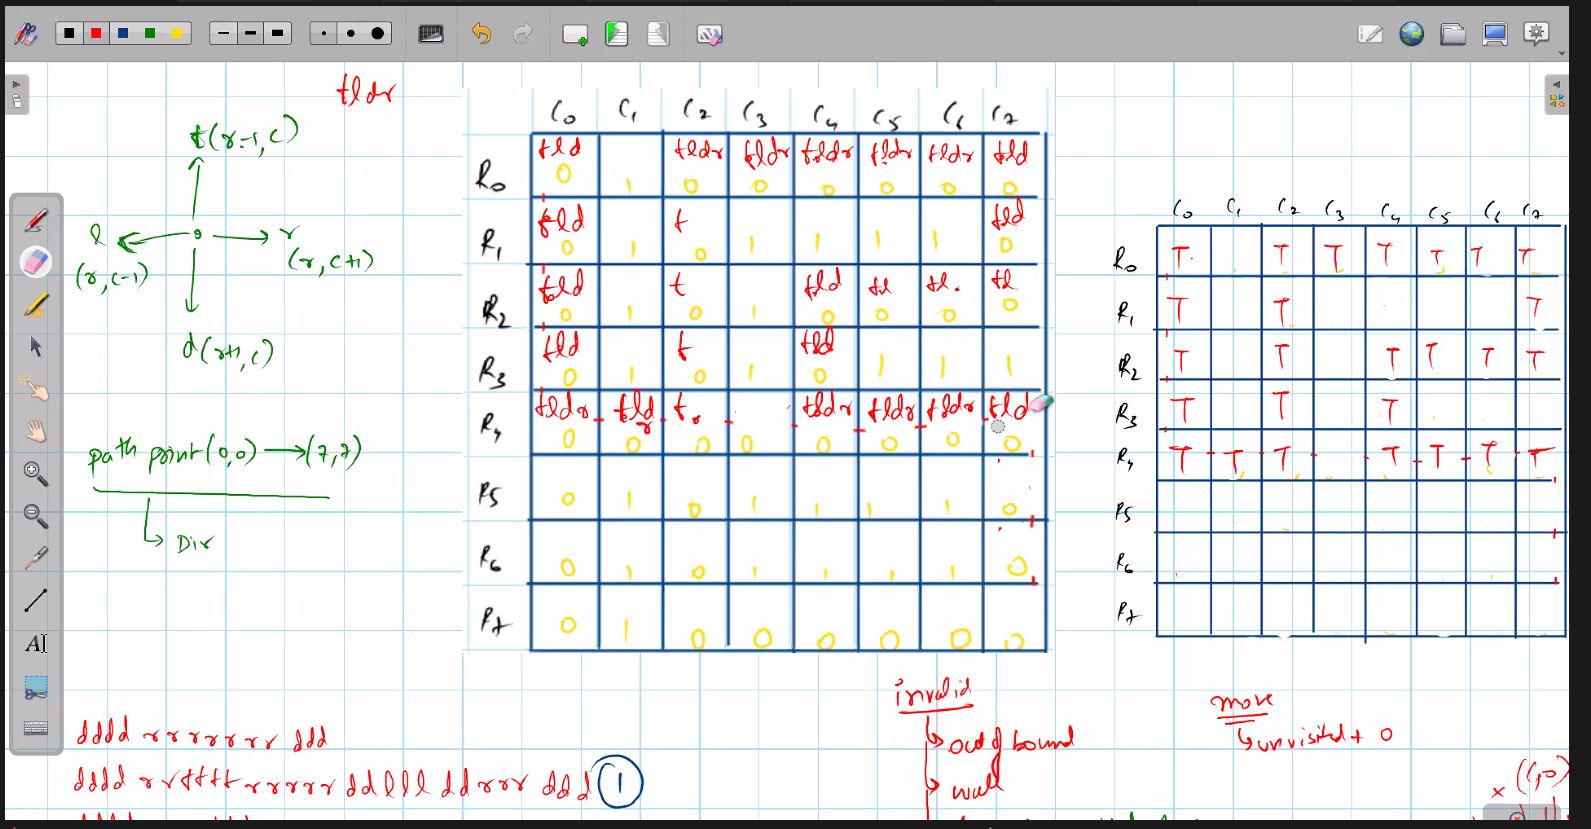 tldr
t(r-1, c)
l
r
(r, c-1)
(r, c+1)
d(r+1, c)
path point (0,0) → (7,7)
Dir
C0 C1 C2 C3 C4 C5 C6 C7
R0 tld tldr tldr tldr tldr tldr tld
0 1 0 0 0 0 0 0
R1 tld t tld
0 1 0 1 1 1 1 0
R2 tld t tld tl tl. tl
0 1 0 1 0 0 0 0
R3 tld t tld
0 1 0 1 0 1 1 1
R4 tldr tldr t. tldr tldr tldr tld
0 0 0 0 0 0 0 0
R5 0 1 0 1 1 1 1 0
R6 0 1 0 1 1 1 1 0
R7 0 1 0 0 0 0 0 0
C0 C1 C2 C3 C4 C5 C6 C7
R0 T T T T T T T
R1 T T T
R2 T T T T T T
R3 T T T
R4 T T T T T T T
R5
R6
R7
dddd rrrrrrr ddd
dddd rrttttrrrrr ddlll ddrrr ddd 1
invalid
out of bound
wall
move
unvisited + 0
A